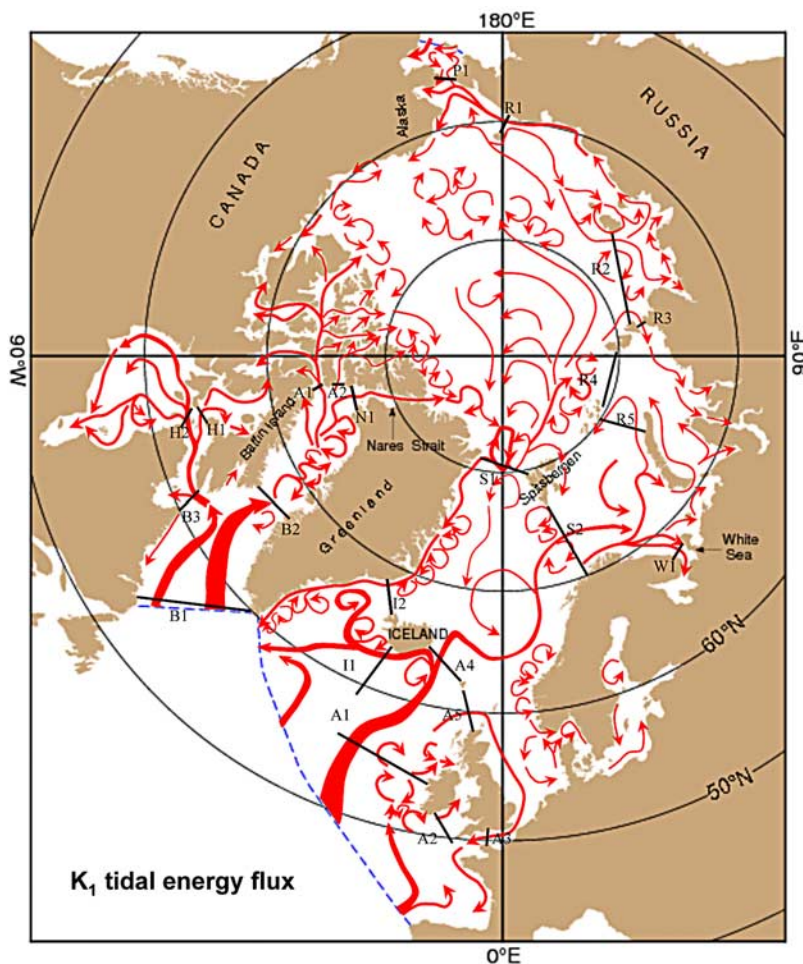 180°E
P1
R1
Alaska
RUSSIA
CANADA
R2
R3
90°W
90°E
R4
A1
A2
N1
H2
H1
Baffin Island
R5
Nares Strait
S1
Spitsbergen
B3
B2
Greenland
S2
White
Sea
W1
B1
I2
ICELAND
60°N
I1
A4
A1
A5
50°N
A2
A3
K1 tidal energy flux
0°E